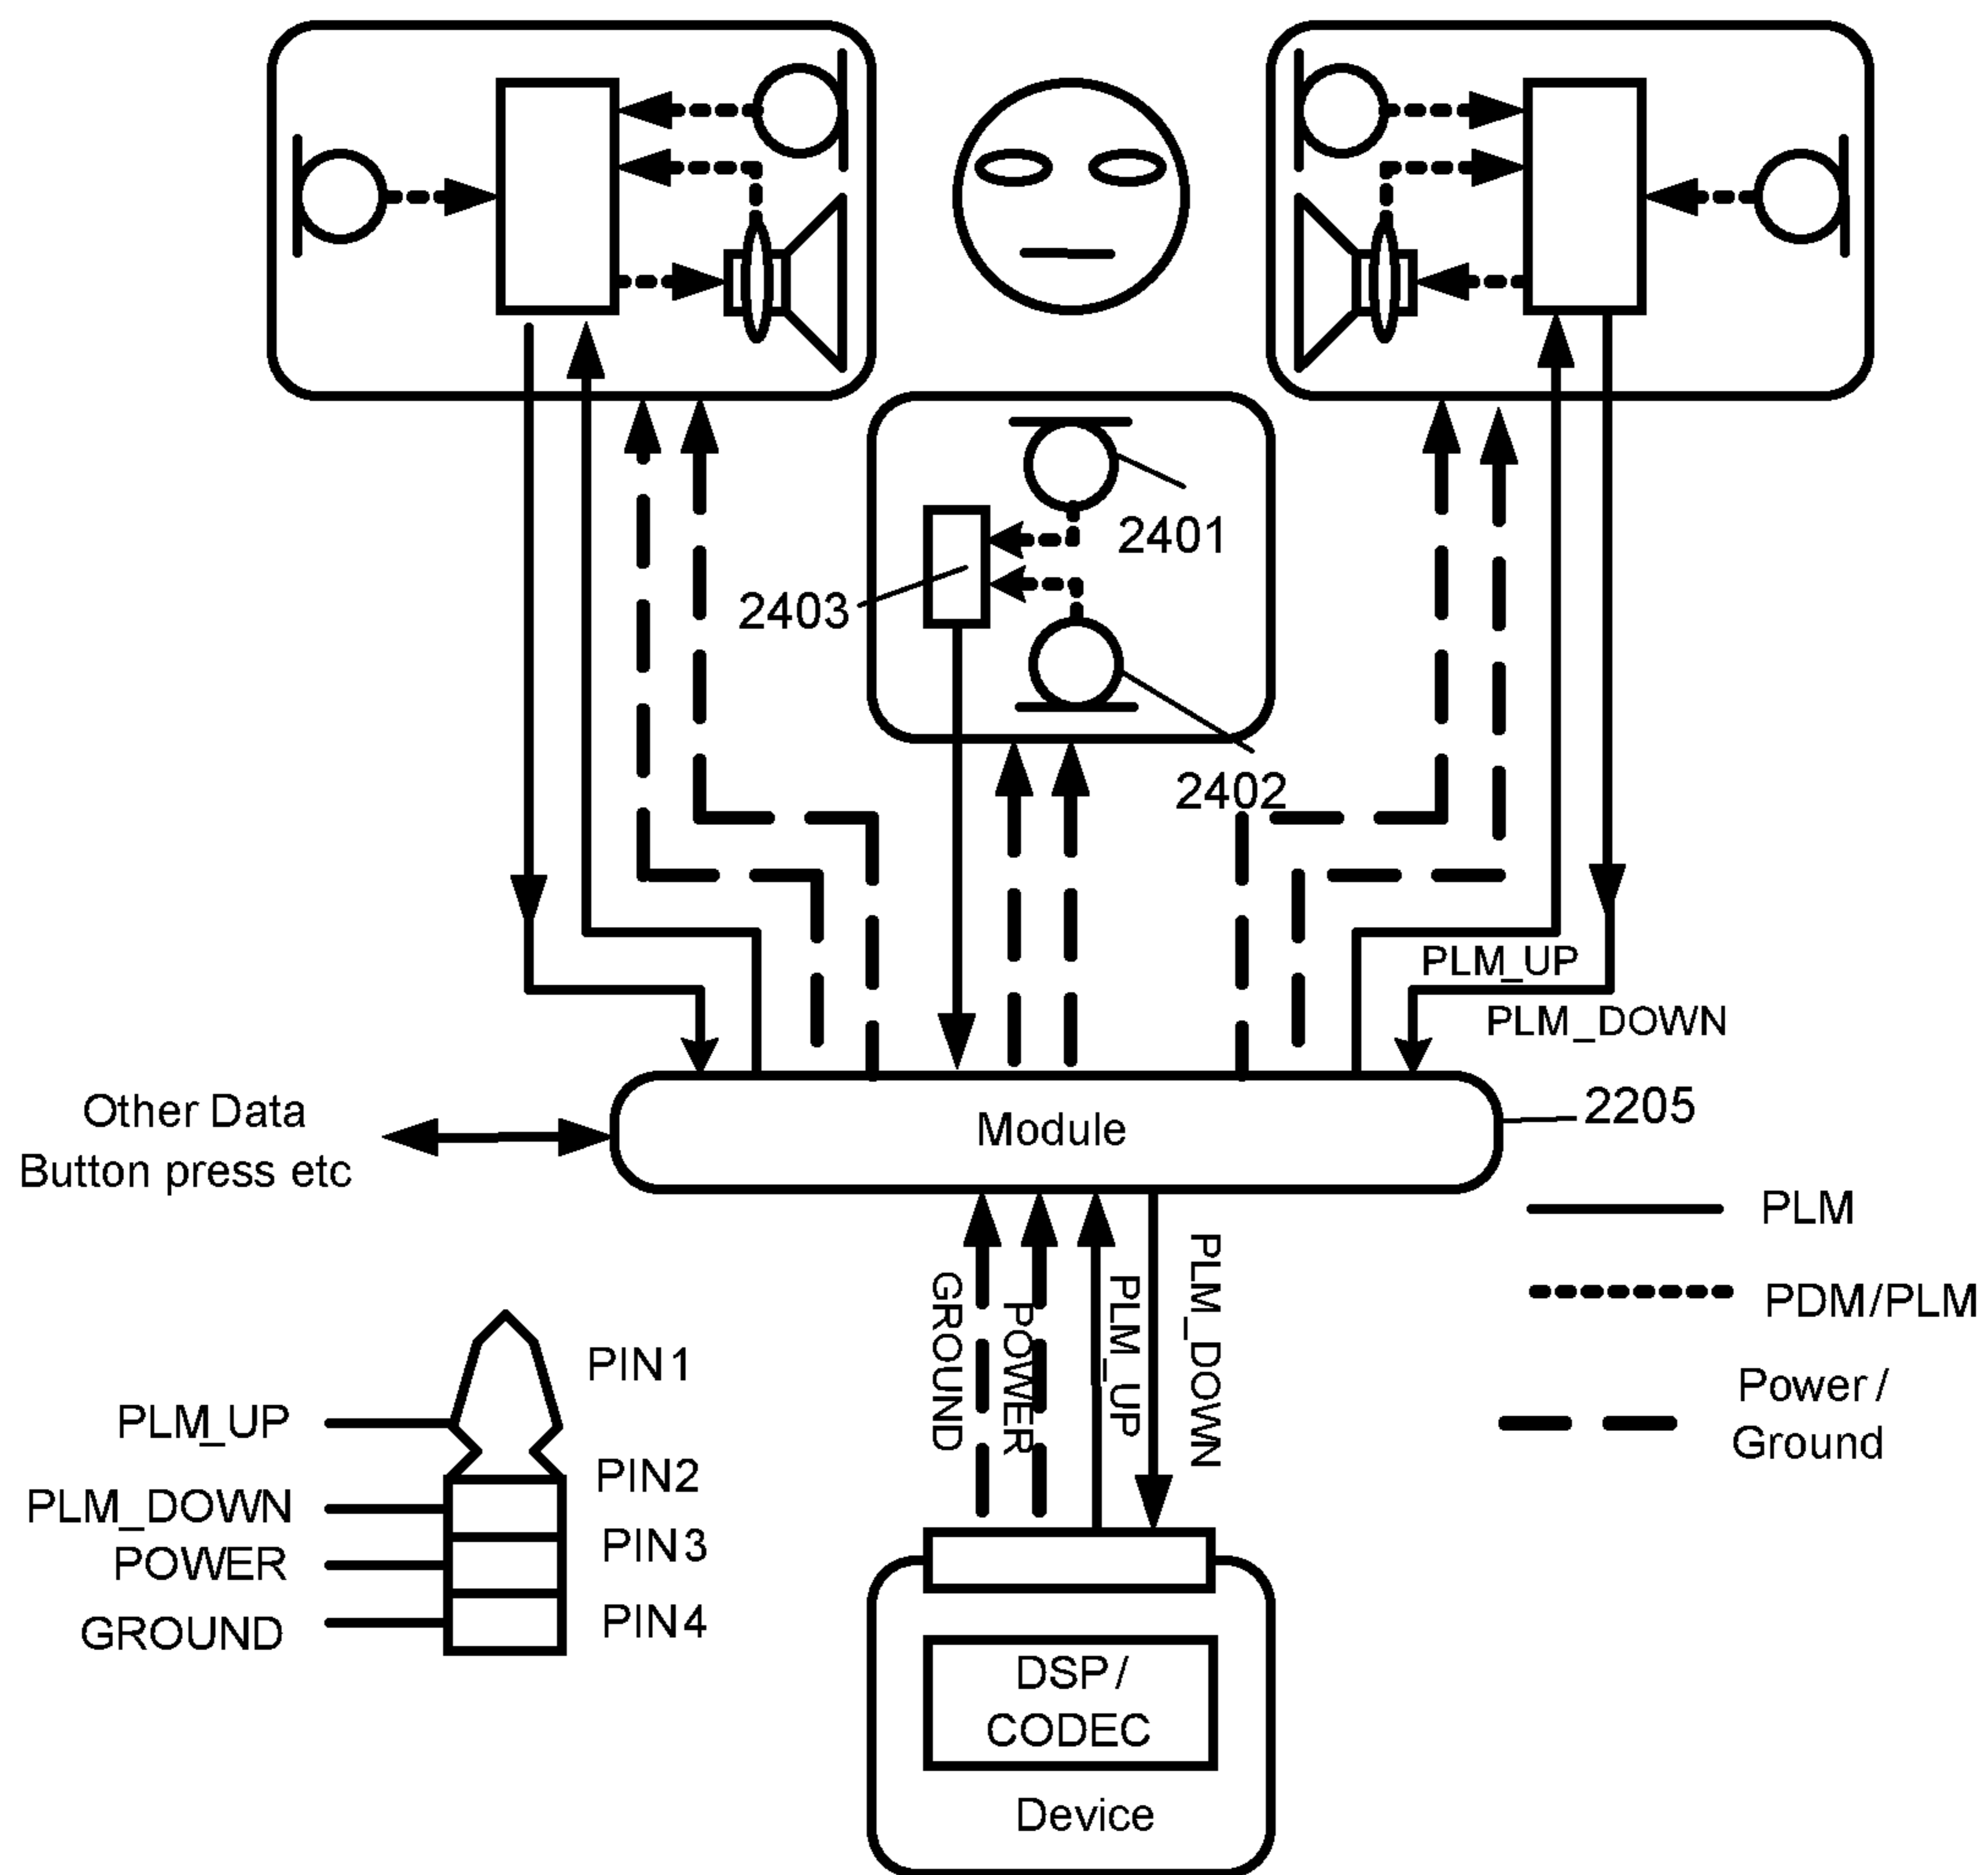 2401
2403
2402
PLM_UP
PLM_DOWN
Other Data
Button press etc
Module
2205
PLM
PDM/PLM
Power /
Ground
GROUND
POWER
PLM_UP
PLM_DOWN
PIN1
PLM_UP
PIN2
PLM_DOWN
PIN3
POWER
PIN4
GROUND
DSP /
CODEC
Device